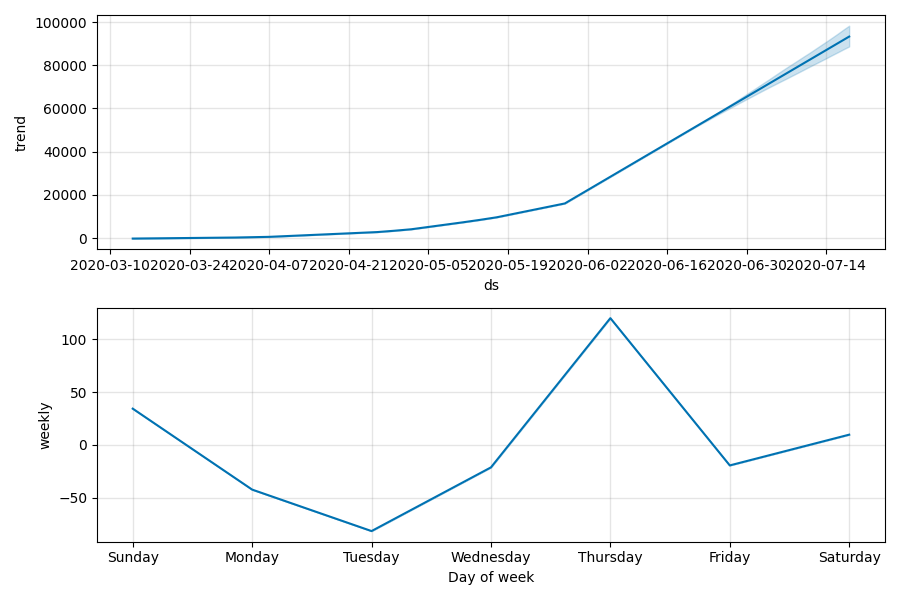 100000
80000
60000
40000
20000
0
trend
2020-03-10 2020-03-24 2020-04-07 2020-04-21 2020-05-05 2020-05-19 2020-06-02 2020-06-16 2020-06-30 2020-07-14
ds
100
50
0
−50
weekly
Sunday Monday Tuesday Wednesday Thursday Friday Saturday
Day of week